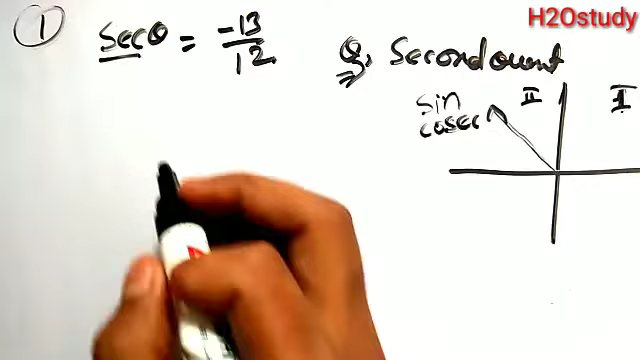 H2Ostudy
① Secθ = -13/12
Q, Secondount
II I
sin
cosec